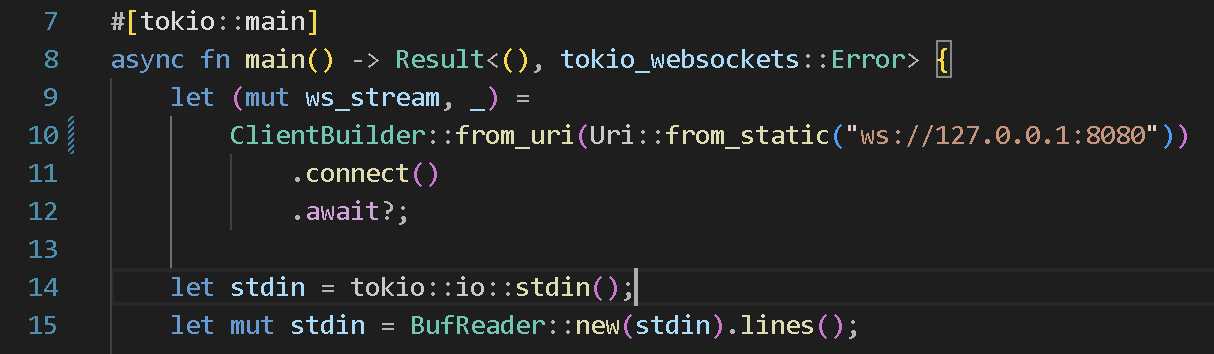 7 #[tokio::main]
8 async fn main() -> Result<(), tokio_websockets::Error> {
9 let (mut ws_stream, _) =
10 ClientBuilder::from_uri(Uri::from_static("ws://127.0.0.1:8080"))
11 .connect()
12 .await?;
13
14 let stdin = tokio::io::stdin();
15 let mut stdin = BufReader::new(stdin).lines();